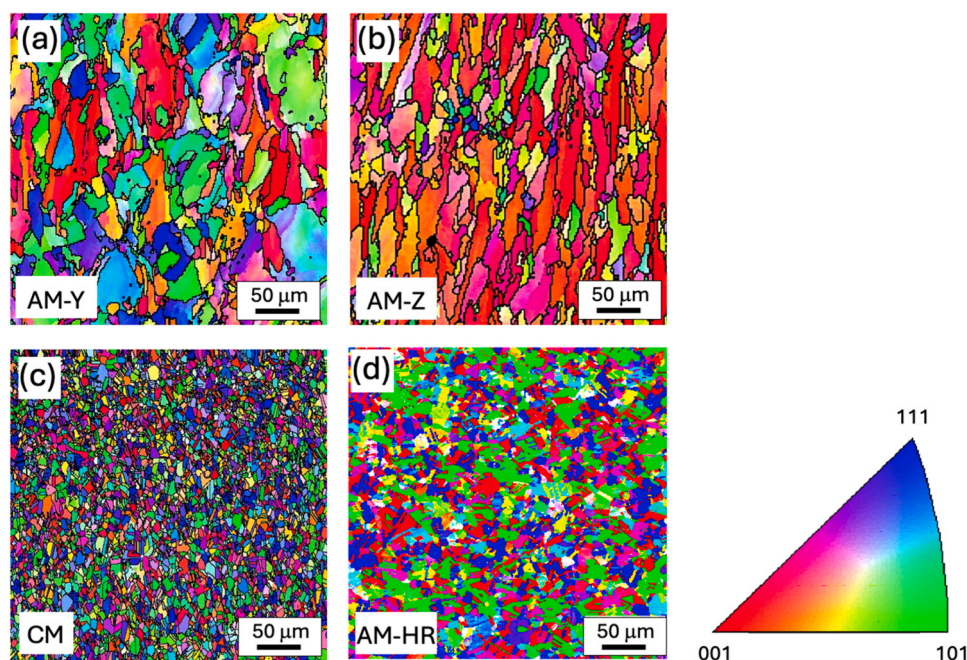 (a)
(b)
AM-Y
50 μm
AM-Z
50 μm
(c)
(d)
CM
50 μm
AM-HR
50 μm
111
001
101